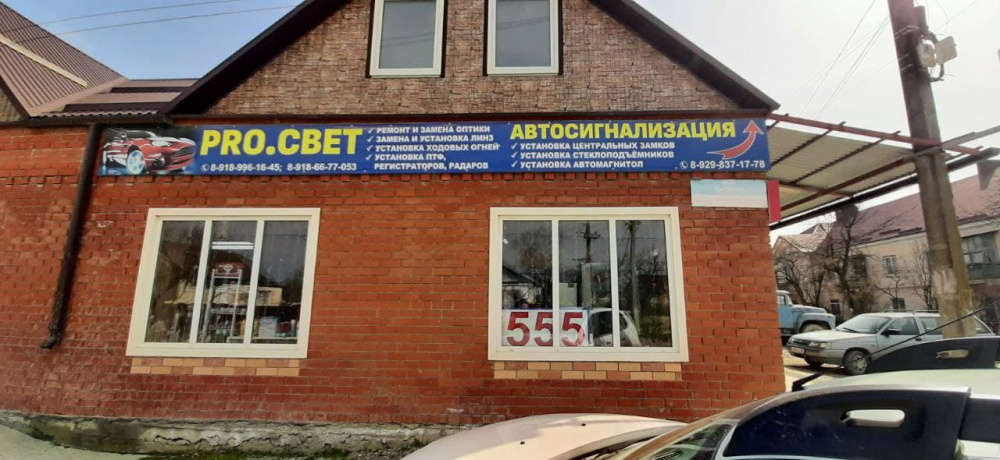 PRO.СВЕТ
8-918-996-16-45; 8-918-66-77-053
РЕМОНТ И ЗАМЕНА ОПТИКИ
ЗАМЕНА И УСТАНОВКА ЛИНЗ
УСТАНОВКА ХОДОВЫХ ОГНЕЙ
УСТАНОВКА ПТФ,
РЕГИСТРАТОРОВ, РАДАРОВ
АВТОСИГНАЛИЗАЦИЯ
УСТАНОВКА ЦЕНТРАЛЬНЫХ ЗАМКОВ
УСТАНОВКА СТЕКЛОПОДЪЁМНИКОВ
УСТАНОВКА АВТОМАГНИТОЛ
8-929-837-17-78
555